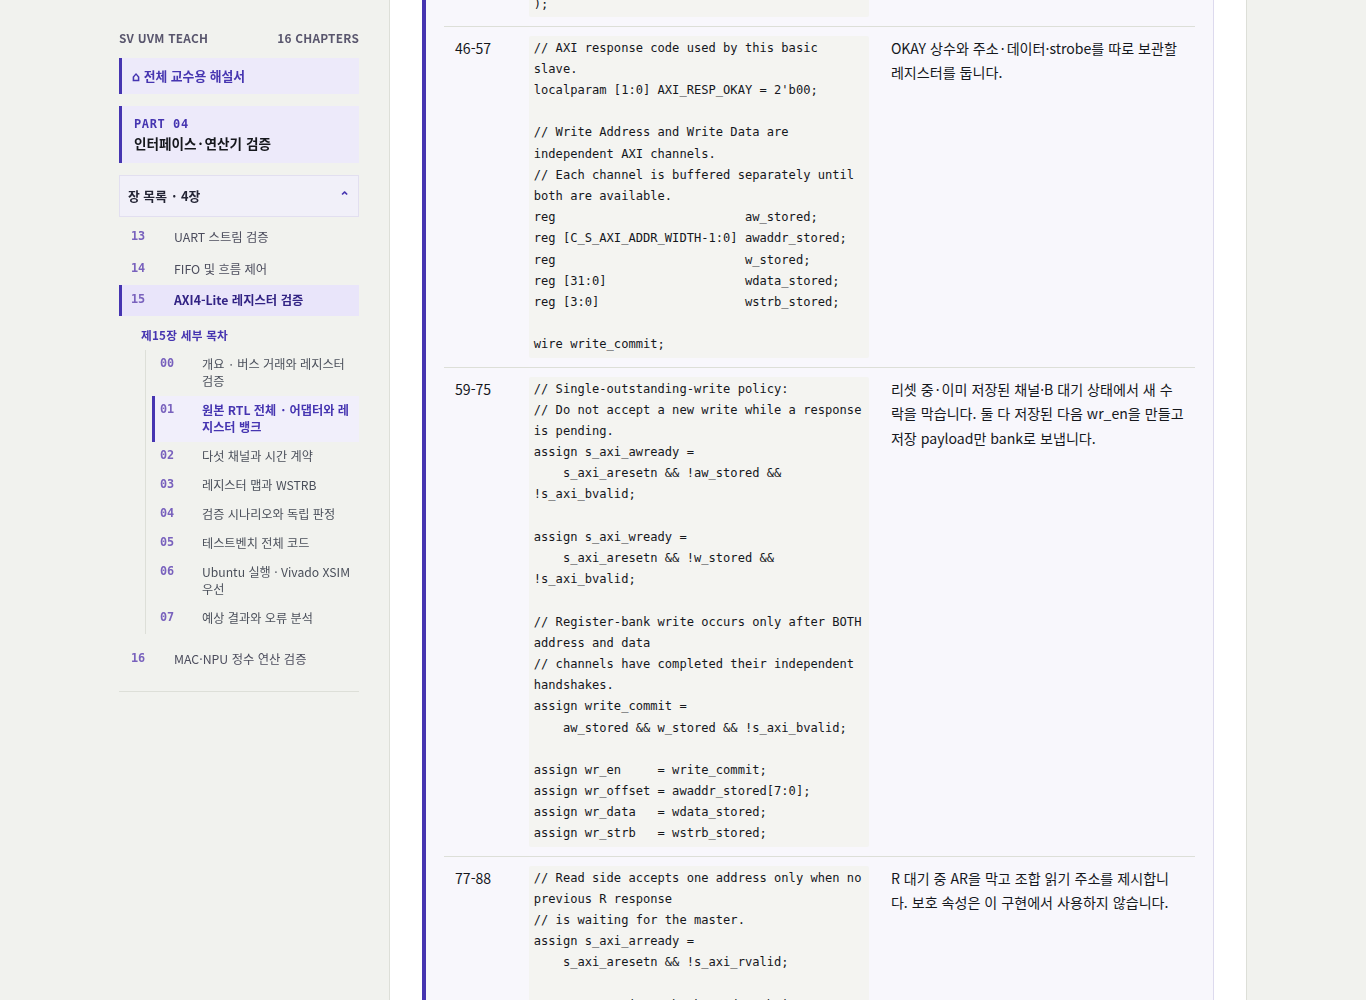 SV UVM TEACH 16 CHAPTERS
⌂ 전체 교수용 해설서
PART 04
인터페이스·연산기 검증
장 목록 · 4장
13 UART 스트림 검증
14 FIFO 및 흐름 제어
15 AXI4-Lite 레지스터 검증
제15장 세부 목차
00 개요 · 버스 거래와 레지스터
검증
01 원본 RTL 전체 · 어댑터와 레
지스터 뱅크
02 다섯 채널과 시간 계약
03 레지스터 맵과 WSTRB
04 검증 시나리오와 독립 판정
05 테스트벤치 전체 코드
06 Ubuntu 실행 · Vivado XSIM
우선
07 예상 결과와 오류 분석
16 MAC·NPU 정수 연산 검증
);
46-57
// AXI response code used by this basic
slave.
localparam [1:0] AXI_RESP_OKAY = 2'b00;
// Write Address and Write Data are
independent AXI channels.
// Each channel is buffered separately until
both are available.
reg                          aw_stored;
reg [C_S_AXI_ADDR_WIDTH-1:0] awaddr_stored;
reg                          w_stored;
reg [31:0]                   wdata_stored;
reg [3:0]                    wstrb_stored;
wire write_commit;
OKAY 상수와 주소·데이터·strobe를 따로 보관할
레지스터를 둡니다.
59-75
// Single-outstanding-write policy:
// Do not accept a new write while a response
is pending.
assign s_axi_awready =
    s_axi_aresetn && !aw_stored &&
!s_axi_bvalid;
assign s_axi_wready =
    s_axi_aresetn && !w_stored &&
!s_axi_bvalid;
// Register-bank write occurs only after BOTH
address and data
// channels have completed their independent
handshakes.
assign write_commit =
    aw_stored && w_stored && !s_axi_bvalid;
assign wr_en     = write_commit;
assign wr_offset = awaddr_stored[7:0];
assign wr_data   = wdata_stored;
assign wr_strb   = wstrb_stored;
리셋 중·이미 저장된 채널·B 대기 상태에서 새 수
락을 막습니다. 둘 다 저장된 다음 wr_en을 만들고
저장 payload만 bank로 보냅니다.
77-88
// Read side accepts one address only when no
previous R response
// is waiting for the master.
assign s_axi_arready =
    s_axi_aresetn && !s_axi_rvalid;
R 대기 중 AR을 막고 조합 읽기 주소를 제시합니
다. 보호 속성은 이 구현에서 사용하지 않습니다.